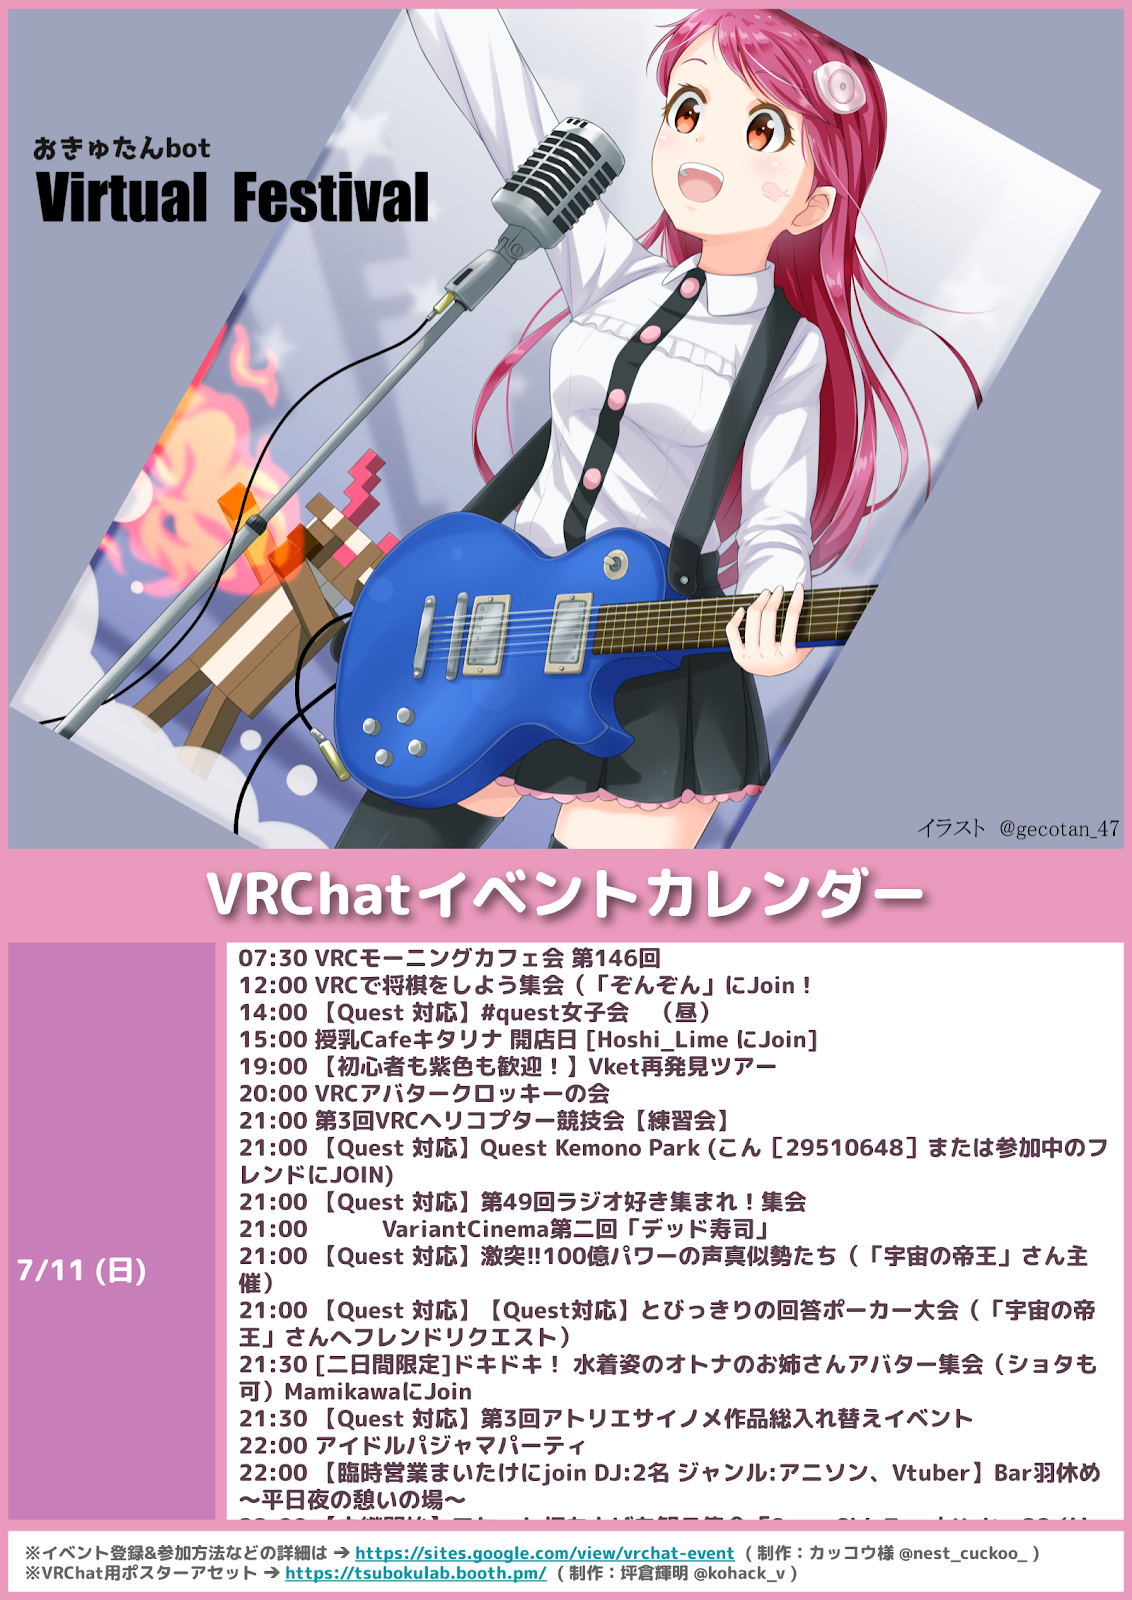 おきゅたんbot
Virtual Festival
イラスト @gecotan_47
VRChatイベントカレンダー
7/11 (日)
07:30 VRCモーニングカフェ会 第146回
12:00 VRCで将棋をしよう集会（「ぞんぞん」にJoin！
14:00 【Quest 対応】#quest女子会　（昼）
15:00 授乳Cafeキタリナ 開店日 [Hoshi_Lime にJoin]
19:00 【初心者も紫色も歓迎！】Vket再発見ツアー
20:00 VRCアバタークロッキーの会
21:00 第3回VRCヘリコプター競技会【練習会】
21:00 【Quest 対応】Quest Kemono Park (こん［29510648］または参加中のフ
レンドにJOIN)
21:00 【Quest 対応】第49回ラジオ好き集まれ！集会
21:00 VariantCinema第二回「デッド寿司」
21:00 【Quest 対応】激突!!100億パワーの声真似勢たち（「宇宙の帝王」さん主
催）
21:00 【Quest 対応】【Quest対応】とびっきりの回答ポーカー大会（「宇宙の帝
王」さんへフレンドリクエスト）
21:30 [二日間限定]ドキドキ！ 水着姿のオトナのお姉さんアバター集会（ショタも
可）MamikawaにJoin
21:30 【Quest 対応】第3回アトリエサイノメ作品総入れ替えイベント
22:00 アイドルパジャマパーティ
22:00 【臨時営業まいたけにjoin DJ:2名 ジャンル:アニソン、Vtuber】Bar羽休め
～平日夜の憩いの場～
※イベント登録&参加方法などの詳細は ➔ https://sites.google.com/view/vrchat-event ( 制作：カッコウ様 @nest_cuckoo_ )
※VRChat用ポスターアセット ➔ https://tsubokulab.booth.pm/ ( 制作：坪倉輝明 @kohack_v )